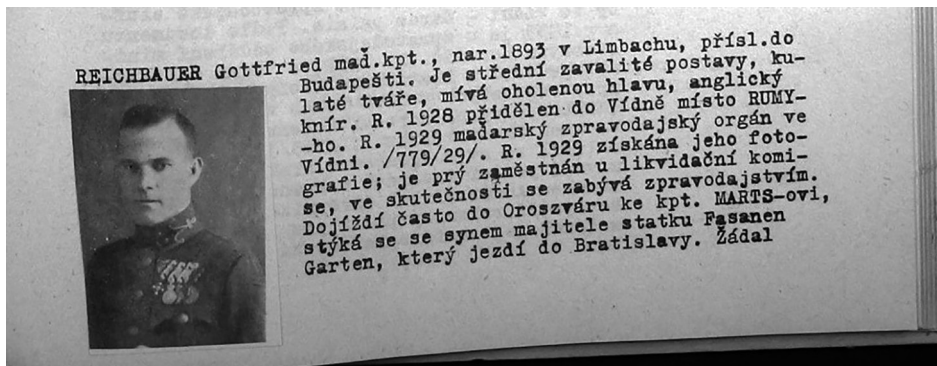 REICHBAUER Gottfried maď.kpt., nar.1893 v Limbachu, přísl.do
Budapešti. Je střední zavalité postavy, ku-
laté tváře, mívá oholenou hlavu, anglický
knír. R. 1928 přidělen do Vídně místo RUMY-
-ho. R. 1929 maďarský zpravodajský orgán ve
Vídni. /779/29/. R. 1929 získána jeho foto-
grafie; je prý zaměstnán u likvidační komi-
se, ve skutečnosti se zabývá zpravodajstvím.
Dojíždí často do Oroszváru ke kpt. MARTS-ovi,
stýká se se synem majitele statku Fasanen
Garten, který jezdí do Bratislavy. Žádal